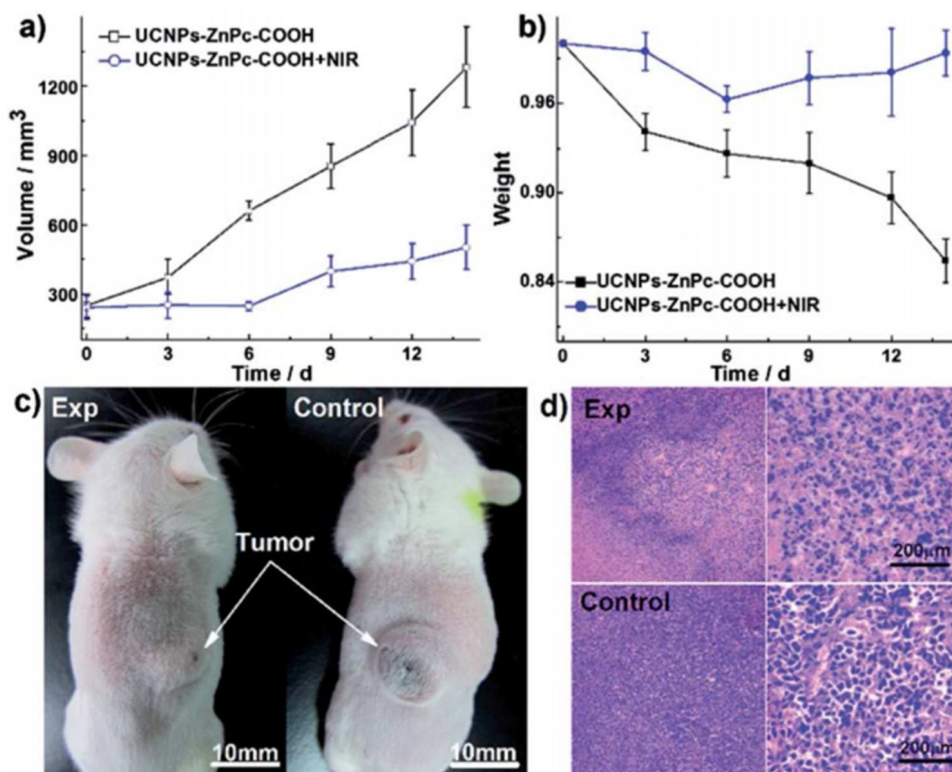 a)
UCNPs-ZnPc-COOH
UCNPs-ZnPc-COOH+NIR
Volume / mm³
1200
900
600
300
0 3 6 9 12
Time / d
b)
Weight
0.96
0.90
0.84
UCNPs-ZnPc-COOH
UCNPs-ZnPc-COOH+NIR
0 3 6 9 12
Time / d
c)
Exp
Control
Tumor
10mm
10mm
d)
Exp
200µm
Control
200µm